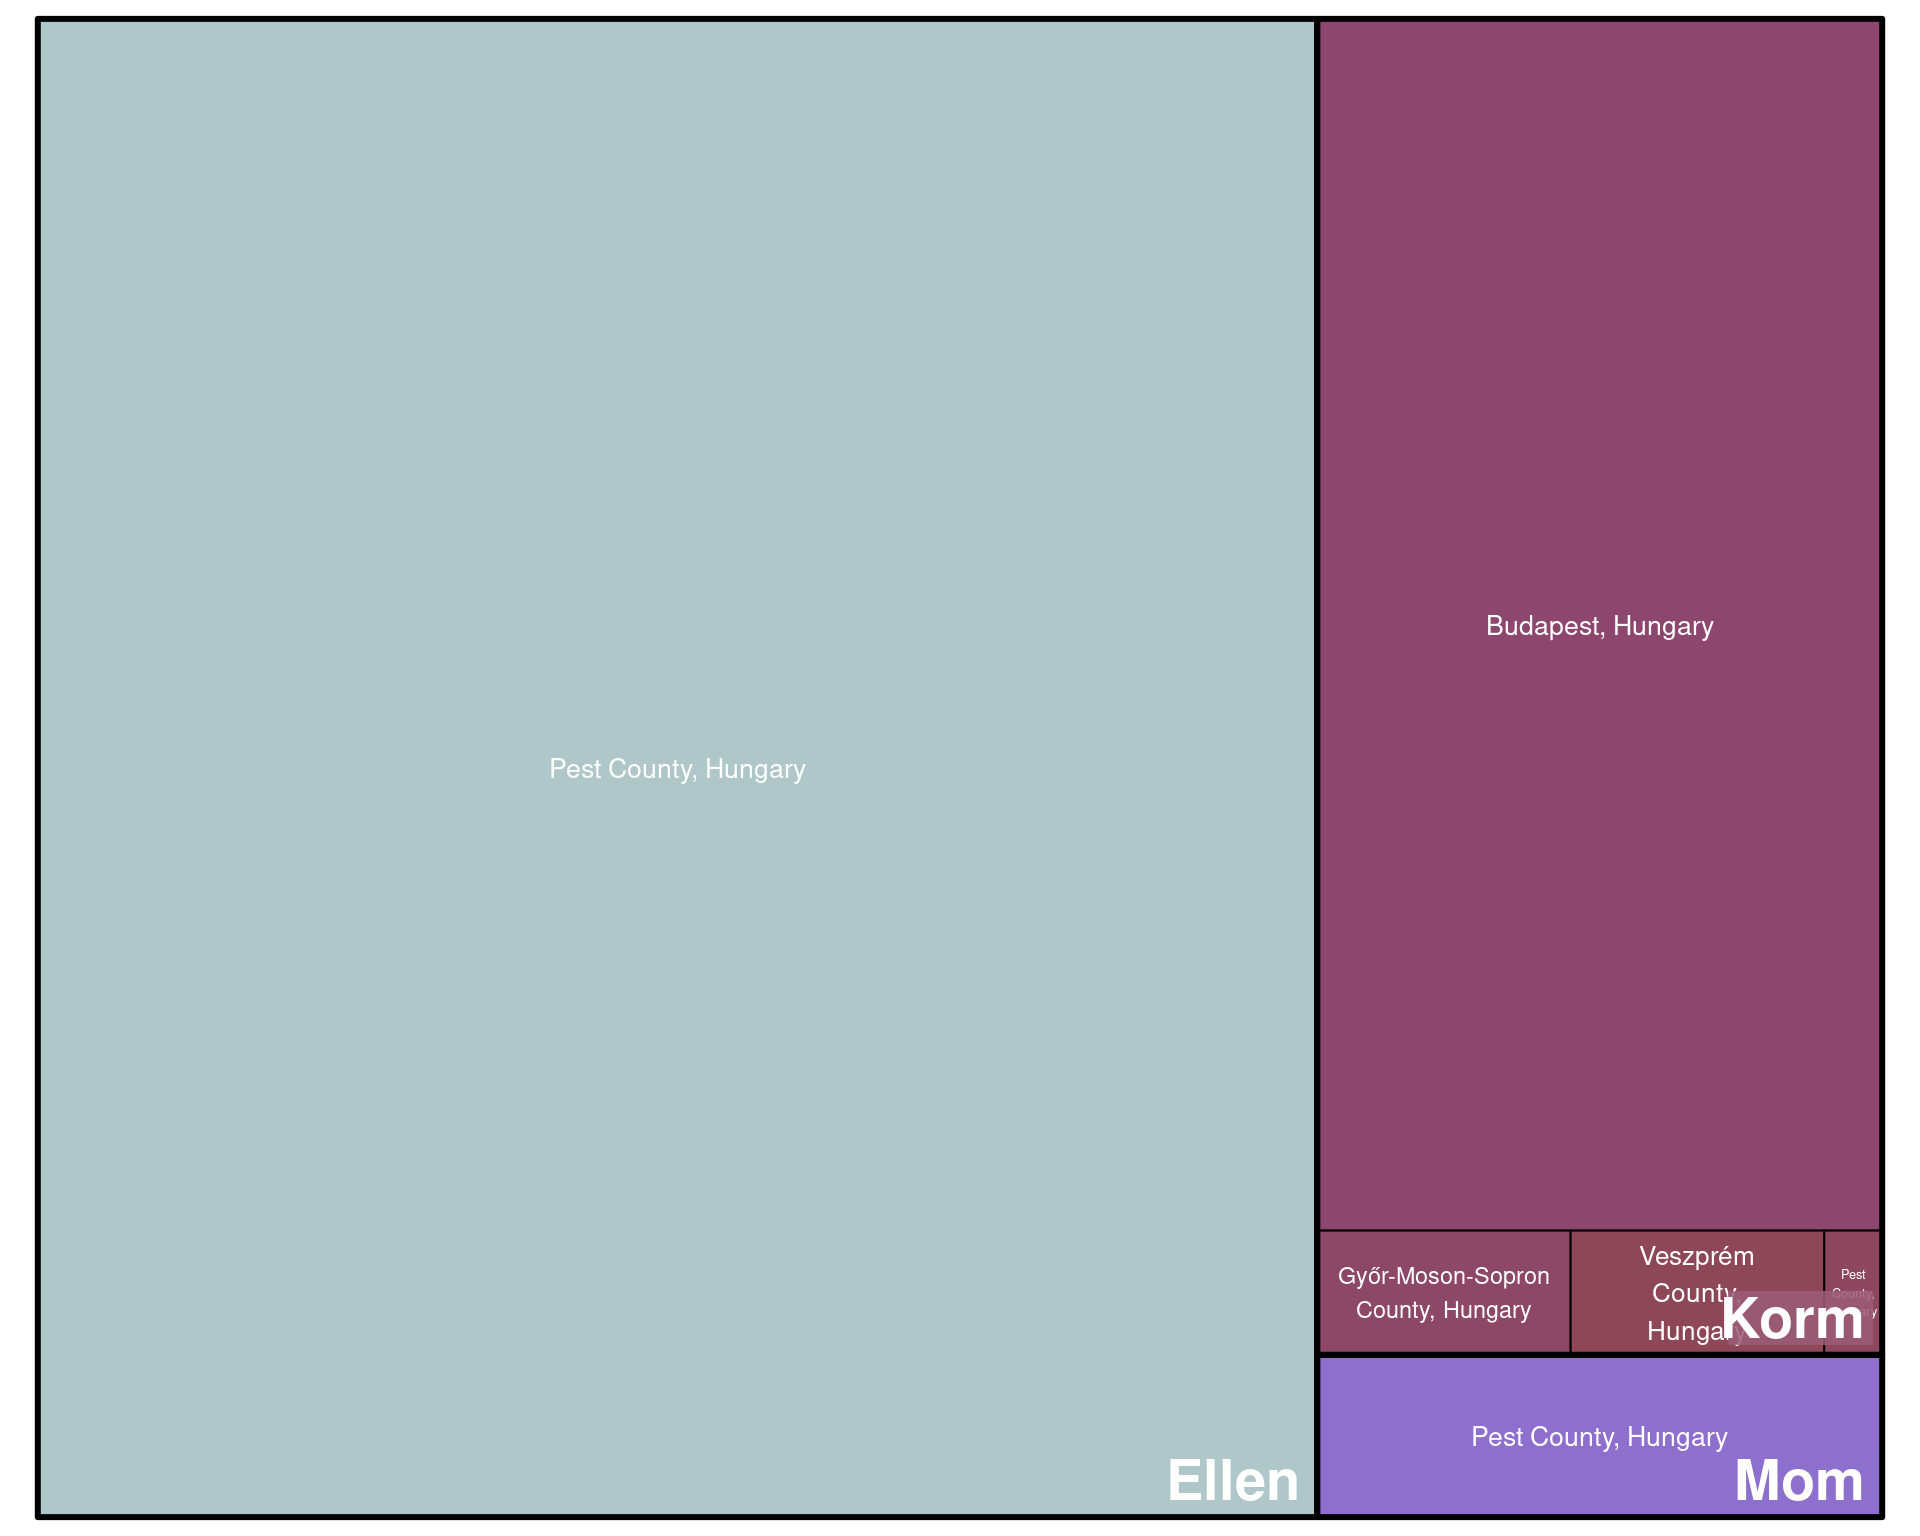 Pest County, Hungary
Ellen
Budapest, Hungary
Győr-Moson-Sopron
County, Hungary
Veszprém
County,
Hungary
Pest
County,
Korm
Pest County, Hungary
Mom